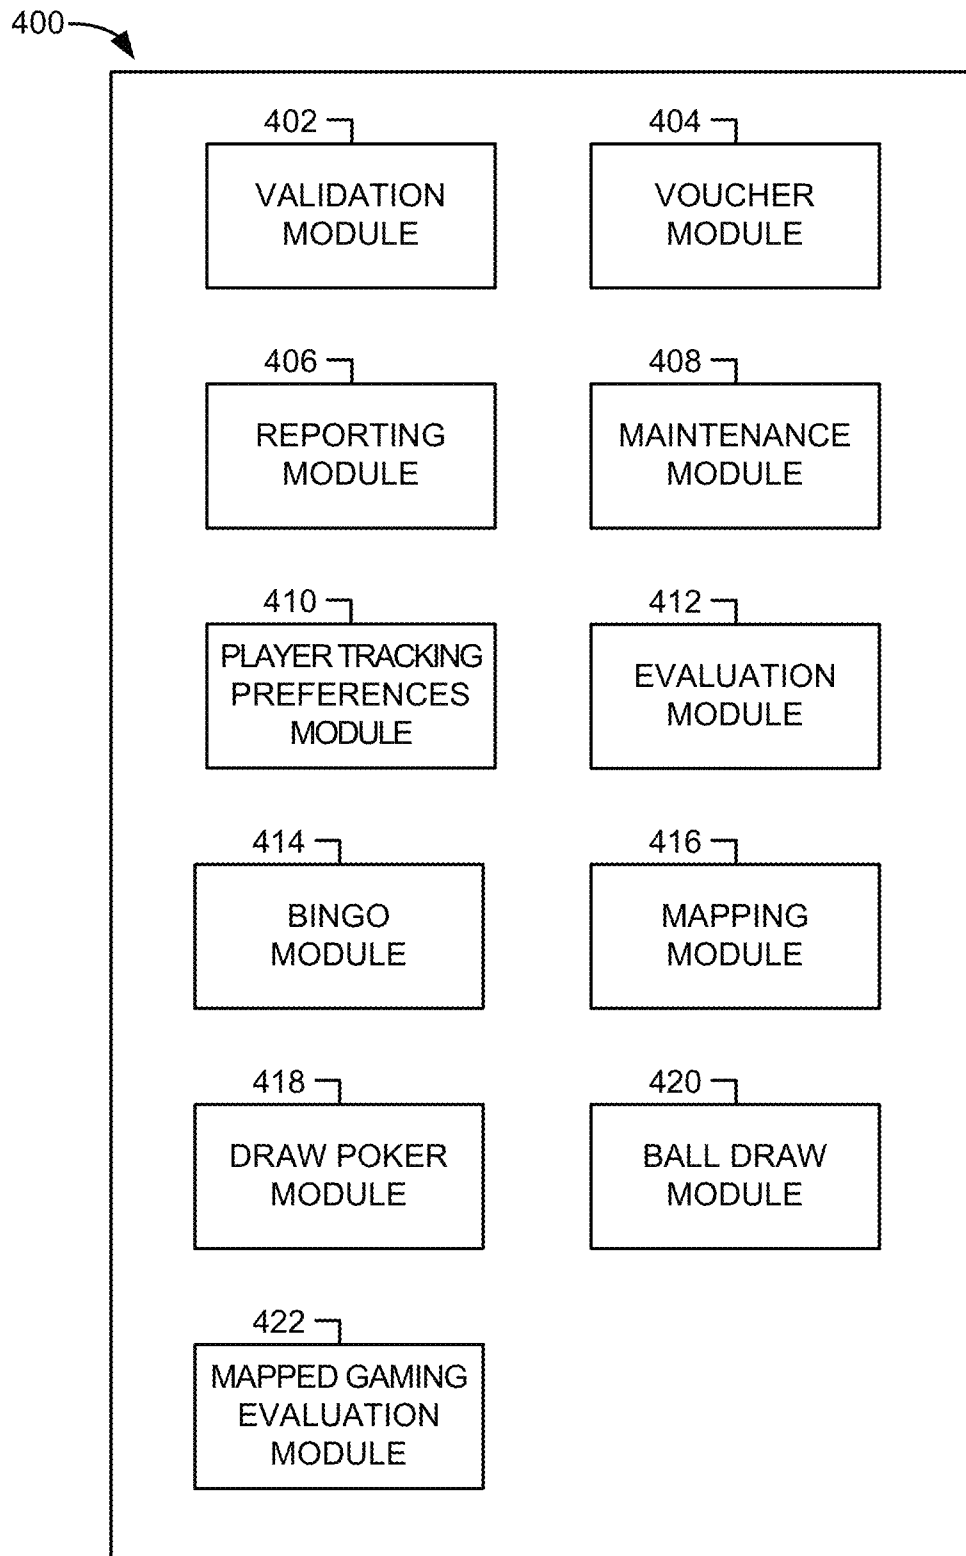 400
402
VALIDATION
MODULE
404
VOUCHER
MODULE
406
REPORTING
MODULE
408
MAINTENANCE
MODULE
410
PLAYER TRACKING
PREFERENCES
MODULE
412
EVALUATION
MODULE
414
BINGO
MODULE
416
MAPPING
MODULE
418
DRAW POKER
MODULE
420
BALL DRAW
MODULE
422
MAPPED GAMING
EVALUATION
MODULE